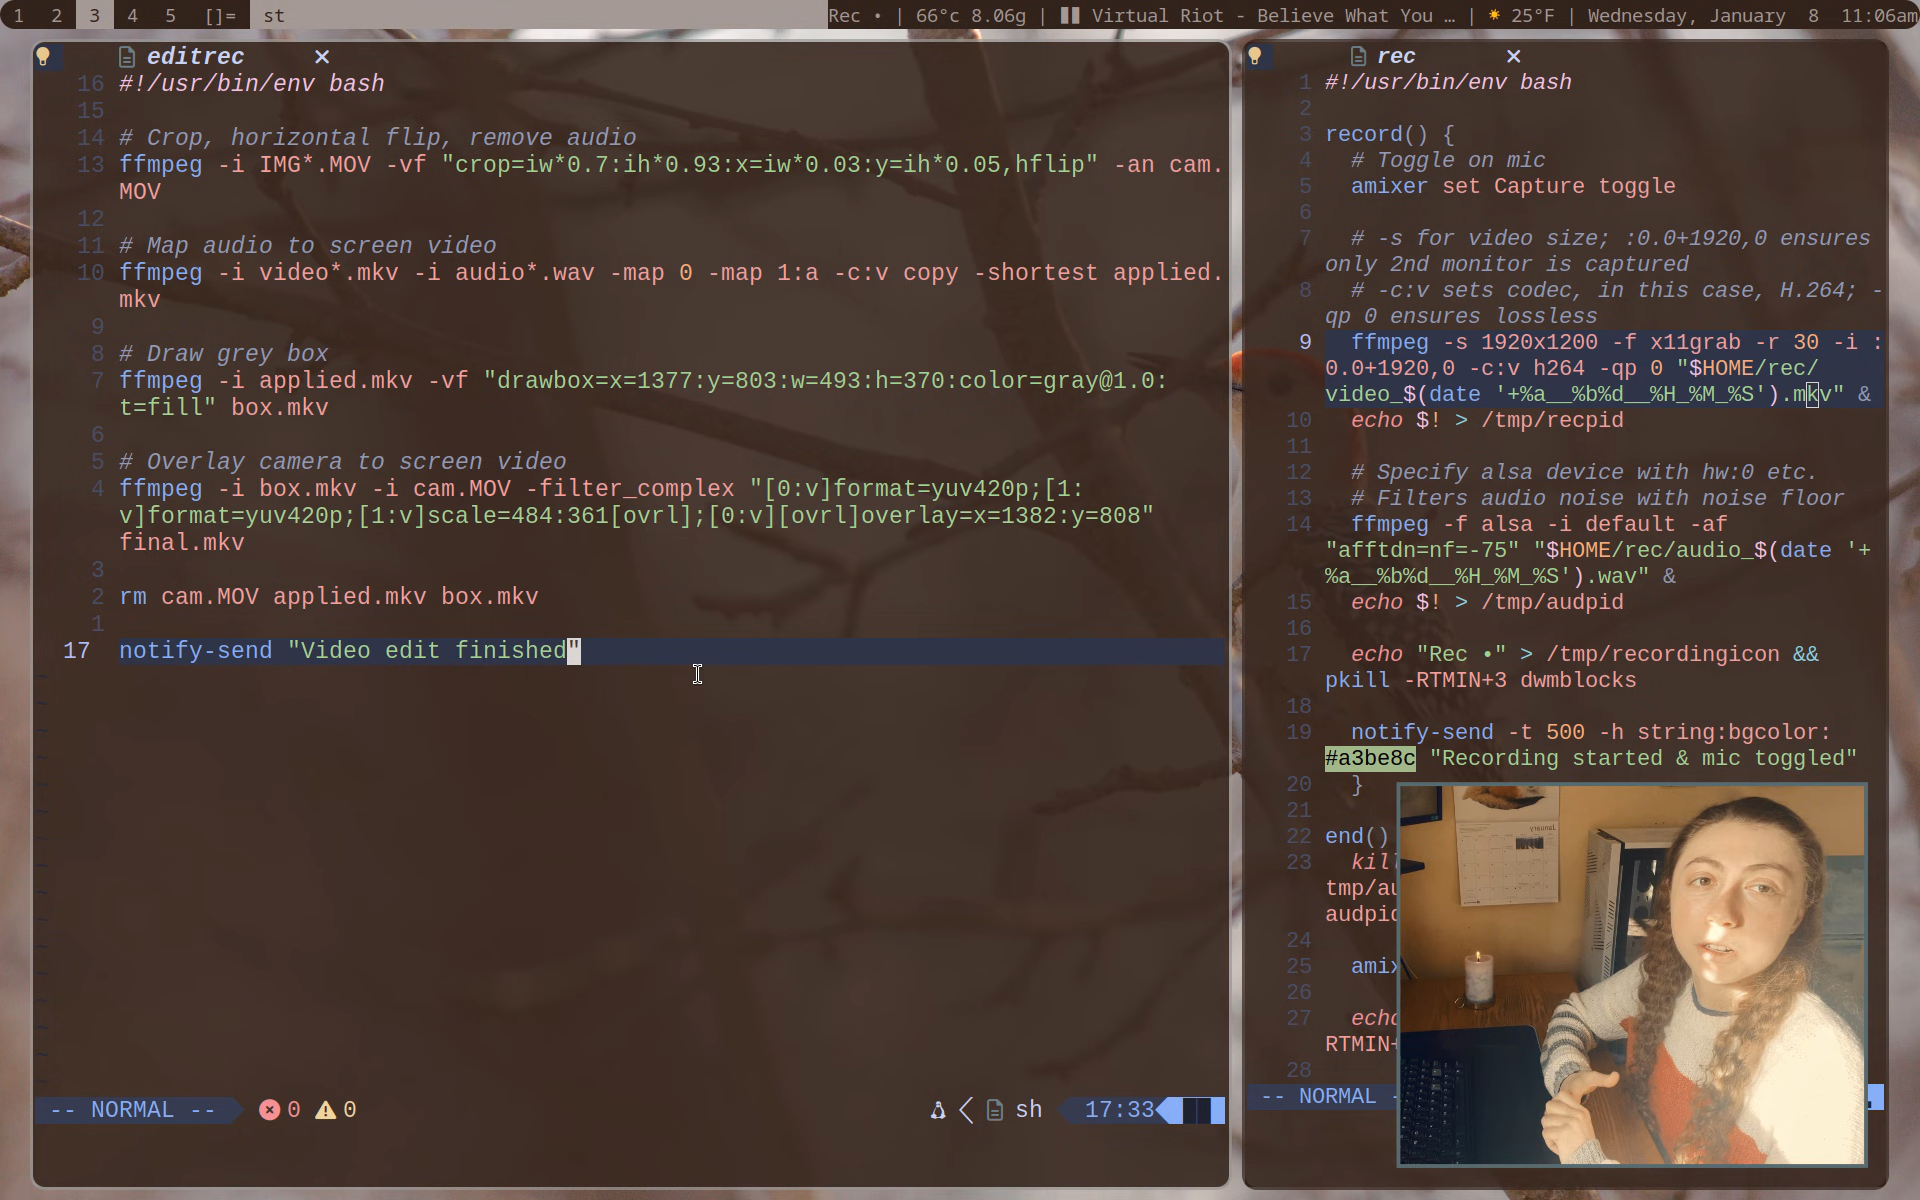 1 2 3 4 5 []= st Rec • | 66°c 8.06g | Virtual Riot - Believe What You … | 25°F | Wednesday, January 8 11:06am
editrec ✕
16 #!/usr/bin/env bash
15
14 # Crop, horizontal flip, remove audio
13 ffmpeg -i IMG*.MOV -vf "crop=iw*0.7:ih*0.93:x=iw*0.03:y=ih*0.05,hflip" -an cam.
MOV
12
11 # Map audio to screen video
10 ffmpeg -i video*.mkv -i audio*.wav -map 0 -map 1:a -c:v copy -shortest applied.
mkv
9
8 # Draw grey box
7 ffmpeg -i applied.mkv -vf "drawbox=x=1377:y=803:w=493:h=370:color=gray@1.0:
t=fill" box.mkv
6
5 # Overlay camera to screen video
4 ffmpeg -i box.mkv -i cam.MOV -filter_complex "[0:v]format=yuv420p;[1:
v]format=yuv420p;[1:v]scale=484:361[ovrl];[0:v][ovrl]overlay=x=1382:y=808"
final.mkv
3
2 rm cam.MOV applied.mkv box.mkv
1
17 notify-send "Video edit finished"
-- NORMAL -- 0 0 sh 17:33
rec ✕
1 #!/usr/bin/env bash
2
3 record() {
4 # Toggle on mic
5 amixer set Capture toggle
6
7 # -s for video size; :0.0+1920,0 ensures
only 2nd monitor is captured
8 # -c:v sets codec, in this case, H.264; -
qp 0 ensures lossless
9 ffmpeg -s 1920x1200 -f x11grab -r 30 -i :
0.0+1920,0 -c:v h264 -qp 0 "$HOME/rec/
video_$(date '+%a__%b%d__%H_%M_%S').mkv" &
10 echo $! > /tmp/recpid
11
12 # Specify alsa device with hw:0 etc.
13 # Filters audio noise with noise floor
14 ffmpeg -f alsa -i default -af
"afftdn=nf=-75" "$HOME/rec/audio_$(date '+
%a__%b%d__%H_%M_%S').wav" &
15 echo $! > /tmp/audpid
16
17 echo "Rec •" > /tmp/recordingicon &&
pkill -RTMIN+3 dwmblocks
18
19 notify-send -t 500 -h string:bgcolor:
#a3be8c "Recording started & mic toggled"
20 }
21
22 end()
23 kil
tmp/au
audpid
24
25 amix
26
27 echo
RTMIN+
28
-- NORMAL -
January